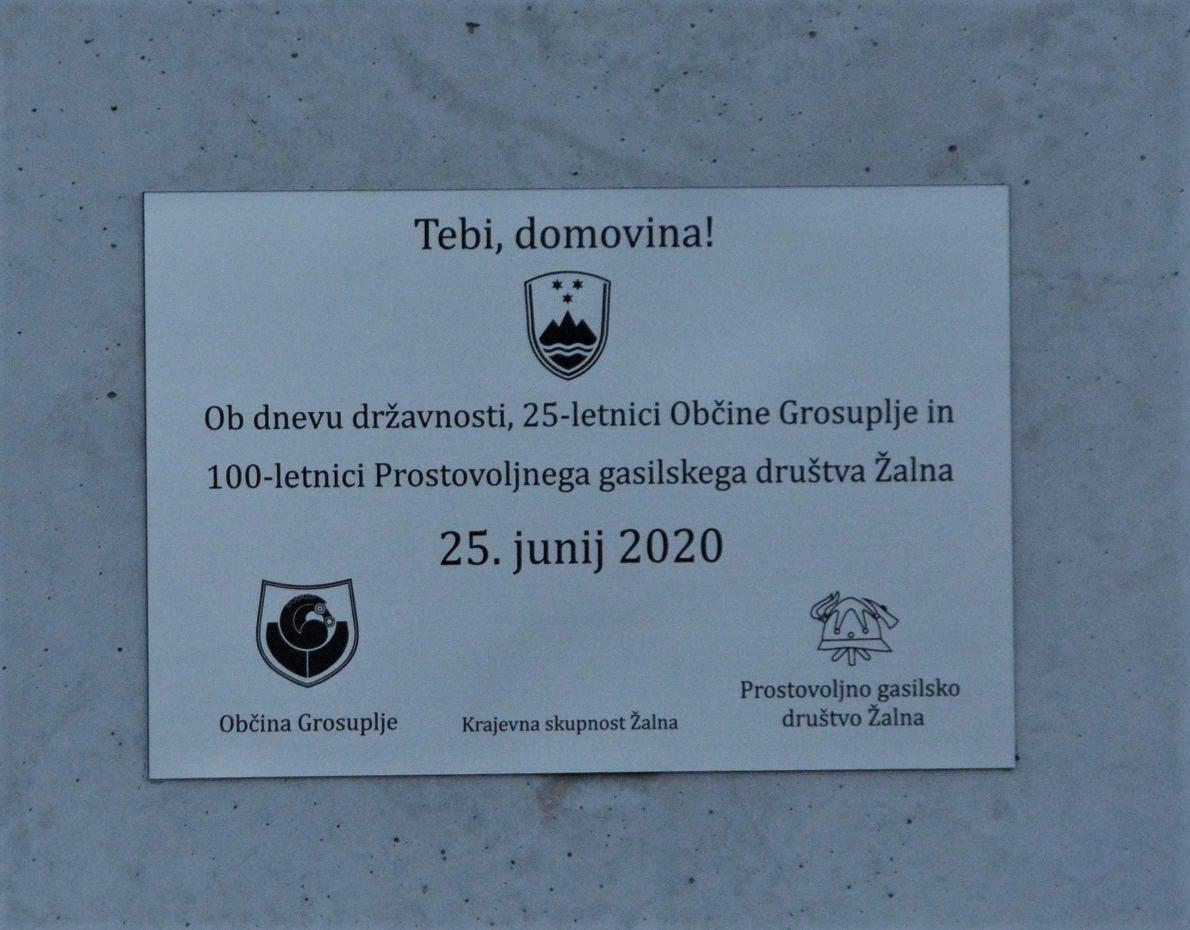 Tebi, domovina!
Ob dnevu državnosti, 25-letnici Občine Grosuplje in
100-letnici Prostovoljnega gasilskega društva Žalna
25. junij 2020
Občina Grosuplje
Krajevna skupnost Žalna
Prostovoljno gasilsko
društvo Žalna